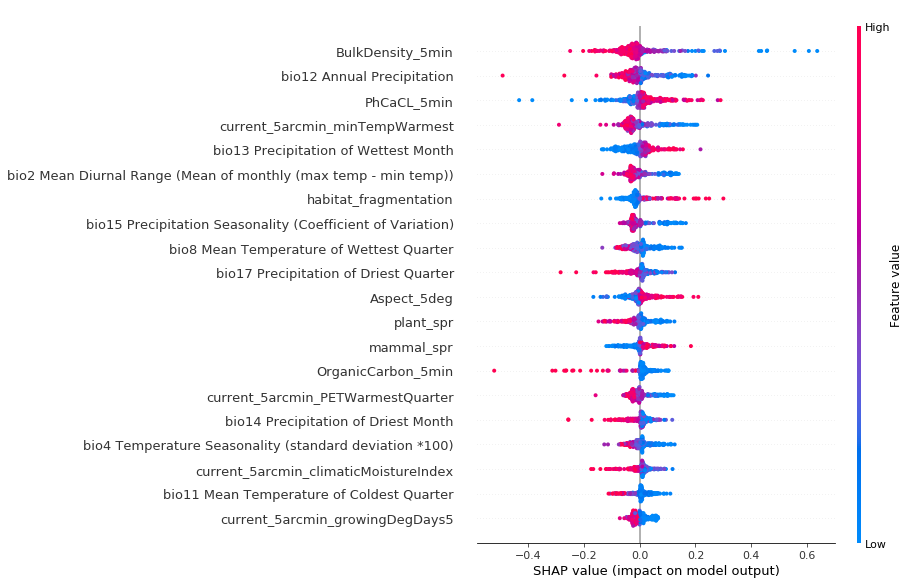 High
BulkDensity_5min
bio12 Annual Precipitation
PhCaCL_5min
current_5arcmin_minTempWarmest
bio13 Precipitation of Wettest Month
bio2 Mean Diurnal Range (Mean of monthly (max temp - min temp))
habitat_fragmentation
bio15 Precipitation Seasonality (Coefficient of Variation)
bio8 Mean Temperature of Wettest Quarter
bio17 Precipitation of Driest Quarter
Aspect_5deg
plant_spr
mammal_spr
OrganicCarbon_5min
current_5arcmin_PETWarmestQuarter
bio14 Precipitation of Driest Month
bio4 Temperature Seasonality (standard deviation *100)
current_5arcmin_climaticMoistureIndex
bio11 Mean Temperature of Coldest Quarter
current_5arcmin_growingDegDays5
Feature value
Low
−0.4 −0.2 0.0 0.2 0.4 0.6
SHAP value (impact on model output)